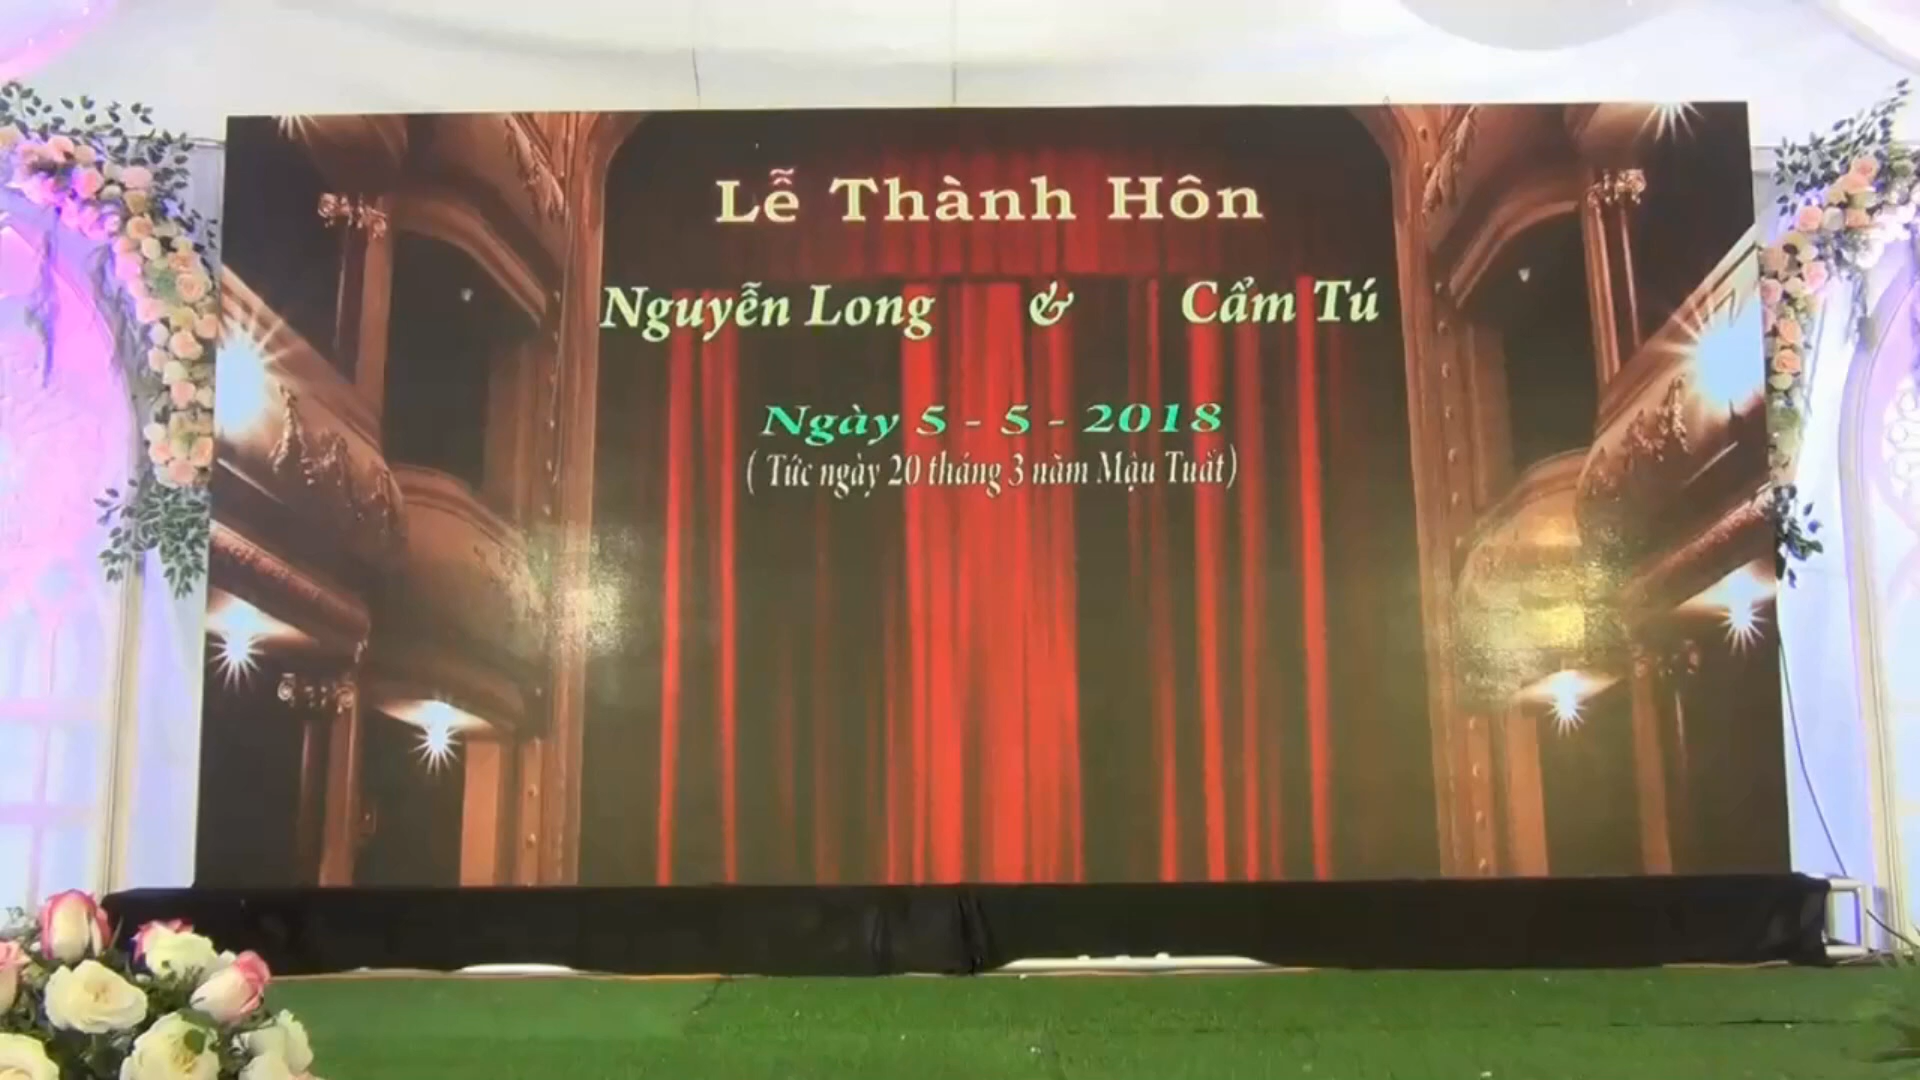 Lễ Thành Hôn
Nguyễn Long & Cẩm Tú
Ngày 5 - 5 - 2018
( Tức ngày 20 tháng 3 năm Mậu Tuất)